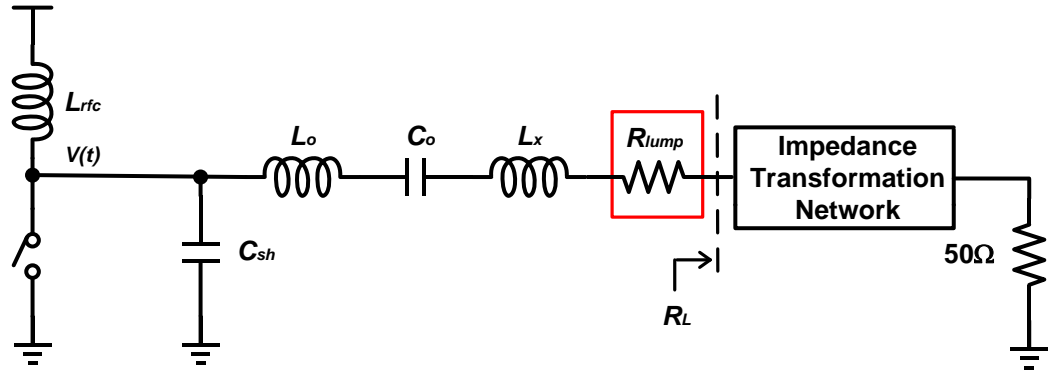 Lrfc
V(t)
Lo
Co
Lx
Rlump
Impedance
Transformation
Network
Csh
50Ω
RL